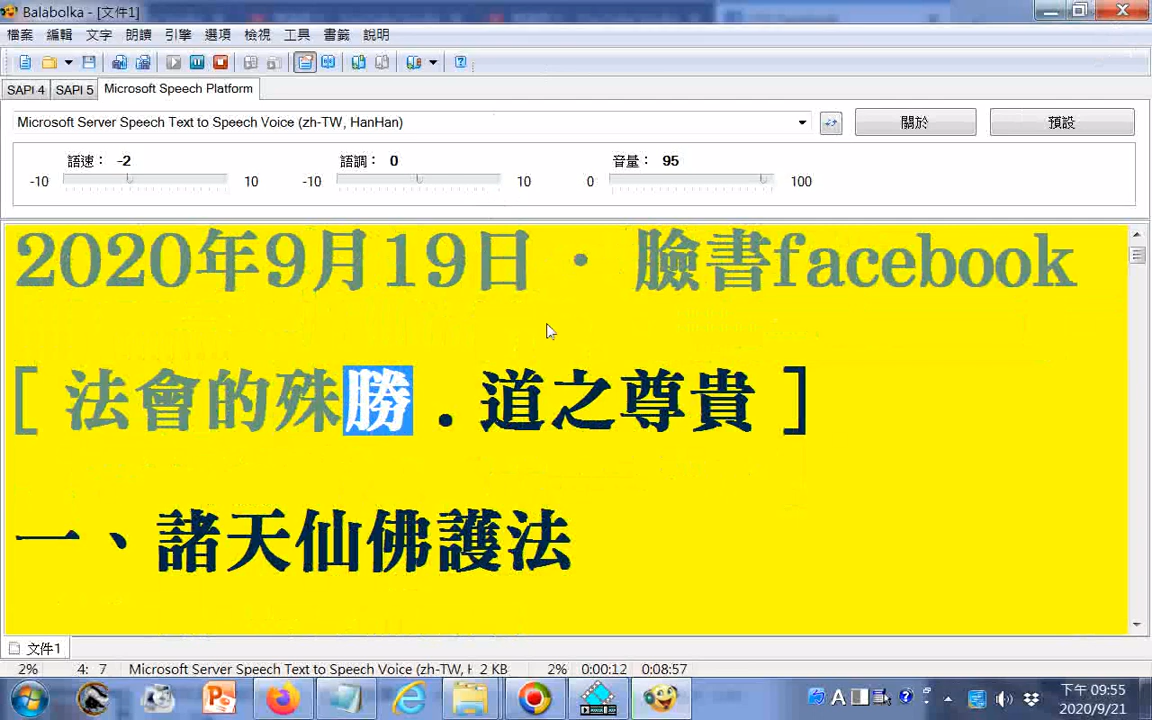 Balabolka - [文件1]
檔案 編輯 文字 朗讀 引擎 選項 檢視 工具 書籤 說明
SAPI 4 SAPI 5 Microsoft Speech Platform
Microsoft Server Speech Text to Speech Voice (zh-TW, HanHan) 關於 預設
語速： -2 語調： 0 音量： 95
-10 10 -10 10 0 100
2020年9月19日 · 臉書facebook
[ 法會的殊勝 . 道之尊貴 ]
一、諸天仙佛護法
文件1
2% 4: 7 Microsoft Server Speech Text to Speech Voice (zh-TW, H 2 KB 2% 0:00:12 0:08:57
下午 09:55
2020/9/21